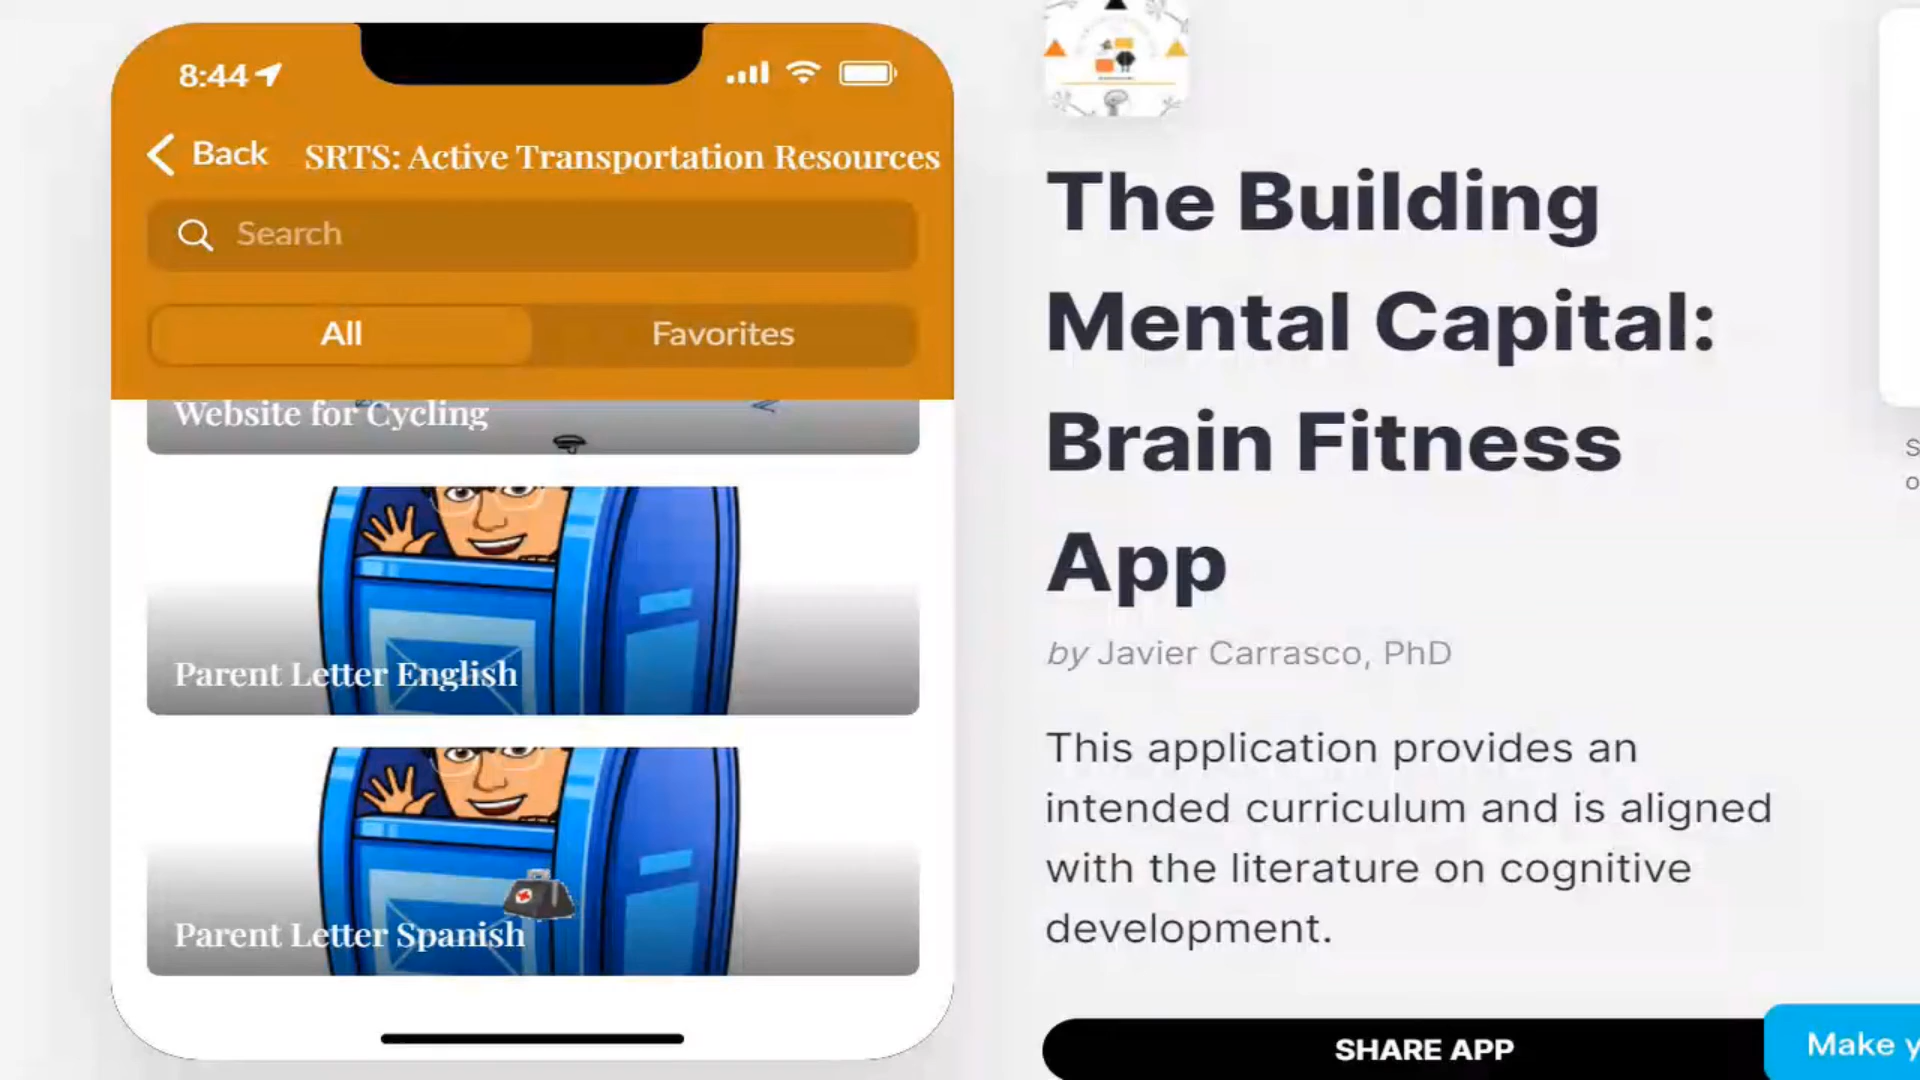 8:44
Back
SRTS: Active Transportation Resources
Search
All
Favorites
Website for Cycling
Parent Letter English
Parent Letter Spanish
The Building
Mental Capital:
Brain Fitness
App
by Javier Carrasco, PhD
This application provides an
intended curriculum and is aligned
with the literature on cognitive
development.
SHARE APP
Make y
S
o